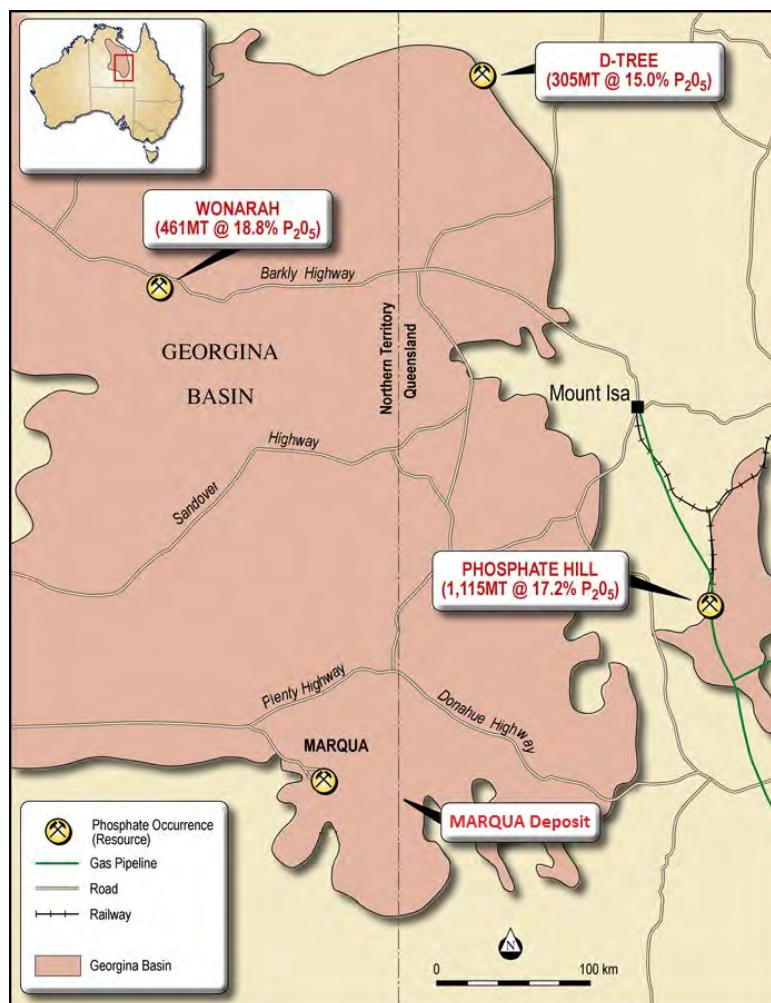 D-TREE
(305MT @ 15.0% P₂0₅)
WONARAH
(461MT @ 18.8% P₂0₅)
Barkly Highway
GEORGINA
BASIN
Northern Territory
Queensland
Mount Isa
Sandover Highway
PHOSPHATE HILL
(1,115MT @ 17.2% P₂0₅)
Plenty Highway
Donahue Highway
MARQUA
MARQUA Deposit
Phosphate Occurrence
(Resource)
Gas Pipeline
Road
Railway
Georgina Basin
N
0 100 km